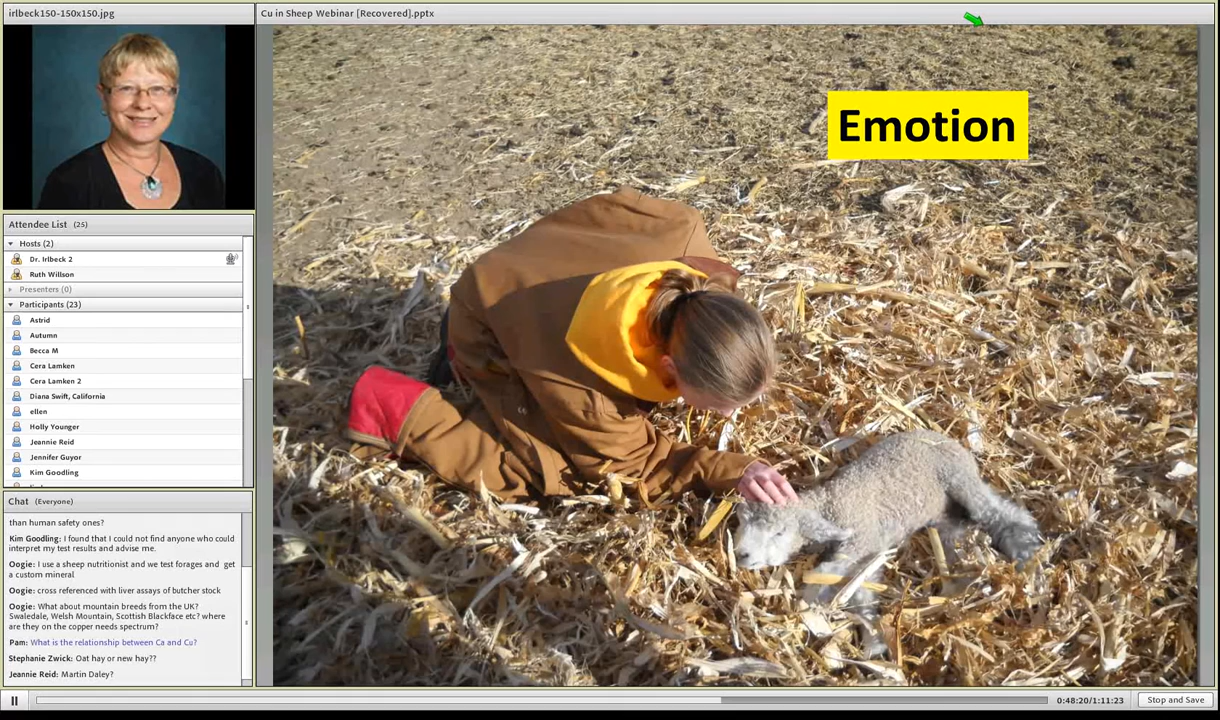 irlbeck150-150x150.jpg
Cu in Sheep Webinar [Recovered].pptx
Emotion
Attendee List (25)
Hosts (2)
Dr. Irlbeck 2
Ruth Willson
Presenters (0)
Participants (23)
Astrid
Autumn
Becca M
Cera Lamken
Cera Lamken 2
Diana Swift, California
ellen
Holly Younger
Jeannie Reid
Jennifer Guyor
Kim Goodling
Chat (Everyone)
than human safety ones?
Kim Goodling: I found that I could not find anyone who could
interpret my test results and advise me.
Oogie: I use a sheep nutritionist and we test forages and get
a custom mineral
Oogie: cross referenced with liver assays of butcher stock
Oogie: What about mountain breeds from the UK?
Swaledale, Welsh Mountain, Scottish Blackface etc? where
are they on the copper needs spectrum?
Pam: What is the relationship between Ca and Cu?
Stephanie Zwick: Oat hay or new hay??
Jeannie Reid: Martin Daley?
0:48:20/1:11:23
Stop and Save